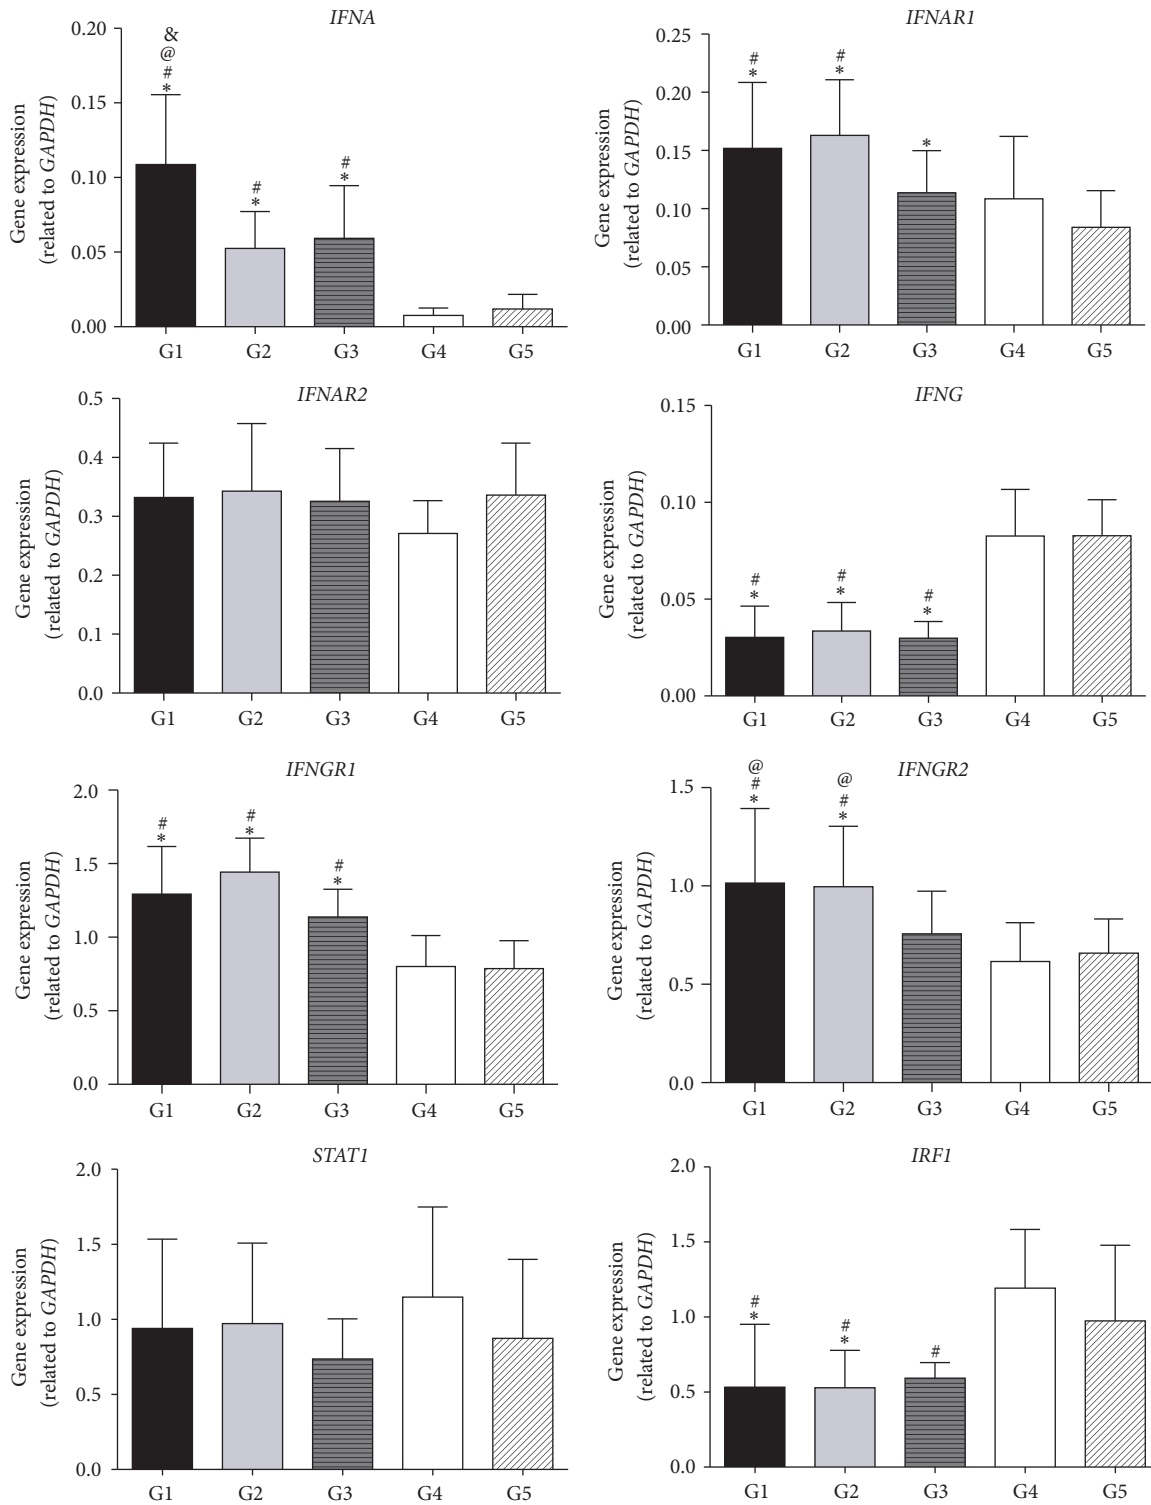 IFNA
&
@
#
*
#
*
#
*
0.20
0.15
0.10
0.05
0.00
Gene expression
(related to GAPDH)
G1 G2 G3 G4 G5
IFNAR1
#
*
#
*
*
0.25
0.20
0.15
0.10
0.05
0.00
Gene expression
(related to GAPDH)
G1 G2 G3 G4 G5
IFNAR2
0.5
0.4
0.3
0.2
0.1
0.0
Gene expression
(related to GAPDH)
G1 G2 G3 G4 G5
IFNG
#
*
#
*
#
*
0.15
0.10
0.05
0.00
Gene expression
(related to GAPDH)
G1 G2 G3 G4 G5
IFNGR1
#
*
#
*
#
*
2.0
1.5
1.0
0.5
0.0
Gene expression
(related to GAPDH)
G1 G2 G3 G4 G5
IFNGR2
@
#
*
@
#
*
1.5
1.0
0.5
0.0
Gene expression
(related to GAPDH)
G1 G2 G3 G4 G5
STAT1
2.0
1.5
1.0
0.5
0.0
Gene expression
(related to GAPDH)
G1 G2 G3 G4 G5
IRF1
#
*
#
*
#
2.0
1.5
1.0
0.5
0.0
Gene expression
(related to GAPDH)
G1 G2 G3 G4 G5